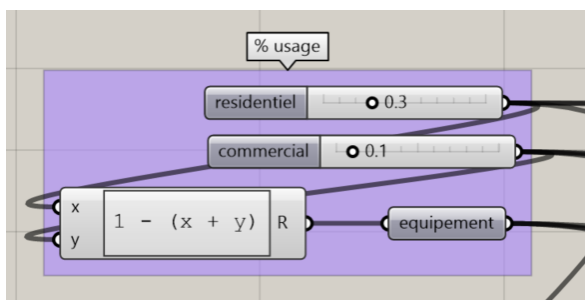 % usage
residentiel 0.3
commercial 0.1
x
1 - (x + y) R
y
equipement